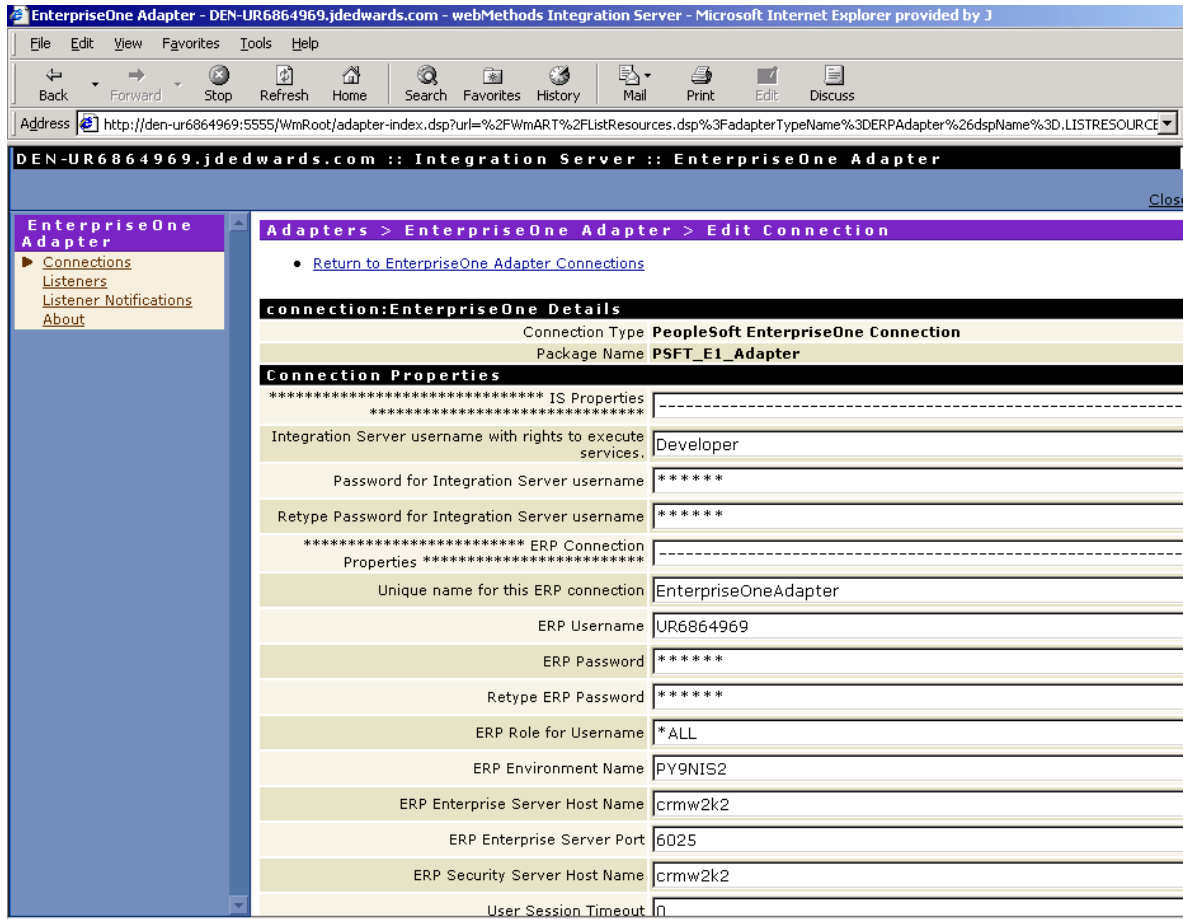 EnterpriseOne Adapter - DEN-UR6864969.jdedwards.com - webMethods Integration Server - Microsoft Internet Explorer provided by J
File Edit View Favorites Tools Help
Back Forward Stop Refresh Home Search Favorites History Mail Print Edit Discuss
Address http://den-ur6864969:5555/WmRoot/adapter-index.dsp?url=%2FWmART%2FListResources.dsp%3FadapterTypeName%3DERPAdapter%26dspName%3D.LISTRESOURCE
DEN-UR6864969.jdedwards.com :: Integration Server :: EnterpriseOne Adapter
Close
EnterpriseOne
Adapter
Connections
Listeners
Listener Notifications
About
Adapters > EnterpriseOne Adapter > Edit Connection
• Return to EnterpriseOne Adapter Connections
connection:EnterpriseOne Details
Connection Type PeopleSoft EnterpriseOne Connection
Package Name PSFT_E1_Adapter
Connection Properties
******************************* IS Properties
******************************* ------------------------------------------------------------
Integration Server username with rights to execute
services. Developer
Password for Integration Server username ******
Retype Password for Integration Server username ******
************************* ERP Connection
Properties ************************* ------------------------------------------------------------
Unique name for this ERP connection EnterpriseOneAdapter
ERP Username UR6864969
ERP Password ******
Retype ERP Password ******
ERP Role for Username *ALL
ERP Environment Name PY9NIS2
ERP Enterprise Server Host Name crmw2k2
ERP Enterprise Server Port 6025
ERP Security Server Host Name crmw2k2
User Session Timeout 0